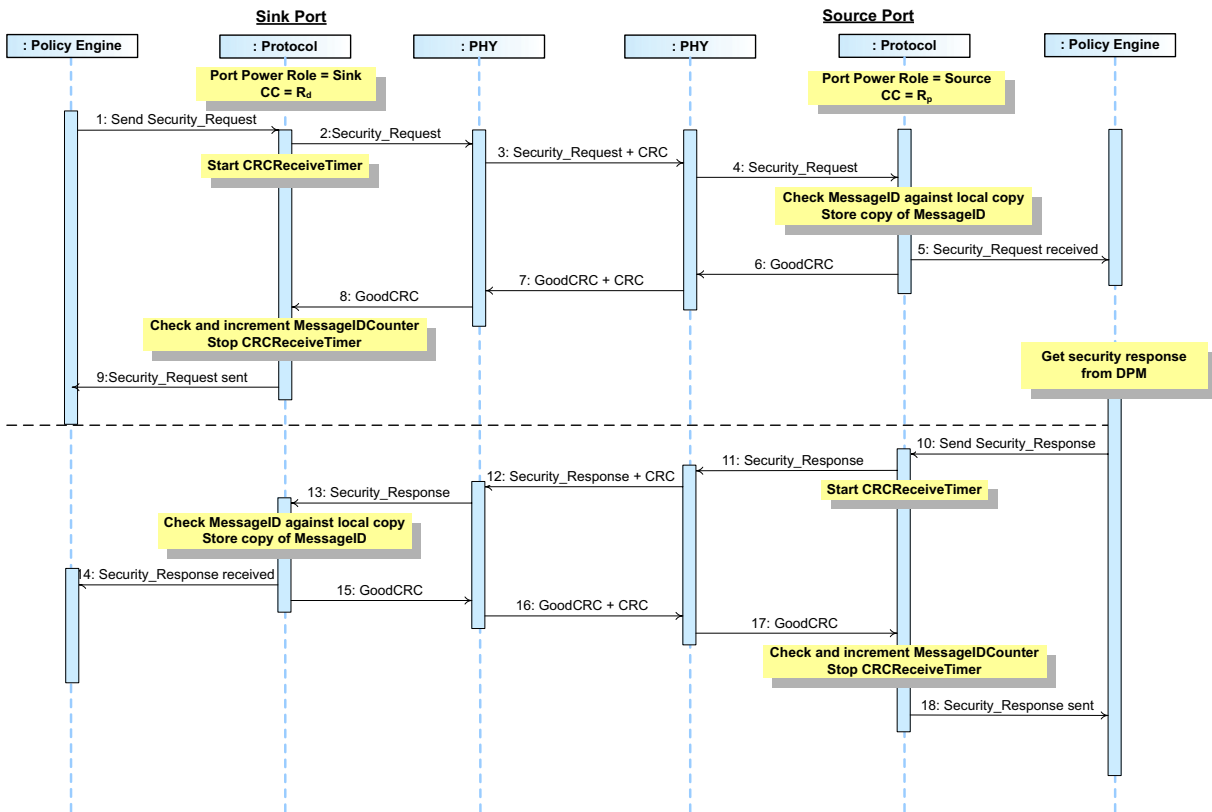 Sink Port
Source Port
: Policy Engine
: Protocol
: PHY
: PHY
: Protocol
: Policy Engine
Port Power Role = Sink
CC = Rd
Port Power Role = Source
CC = Rp
1: Send Security_Request
2:Security_Request
Start CRCReceiveTimer
3: Security_Request + CRC
4: Security_Request
Check MessageID against local copy
Store copy of MessageID
5: Security_Request received
6: GoodCRC
7: GoodCRC + CRC
8: GoodCRC
Check and increment MessageIDCounter
Stop CRCReceiveTimer
9:Security_Request sent
Get security response
from DPM
10: Send Security_Response
11: Security_Response
Start CRCReceiveTimer
12: Security_Response + CRC
13: Security_Response
Check MessageID against local copy
Store copy of MessageID
14: Security_Response received
15: GoodCRC
16: GoodCRC + CRC
17: GoodCRC
Check and increment MessageIDCounter
Stop CRCReceiveTimer
18: Security_Response sent